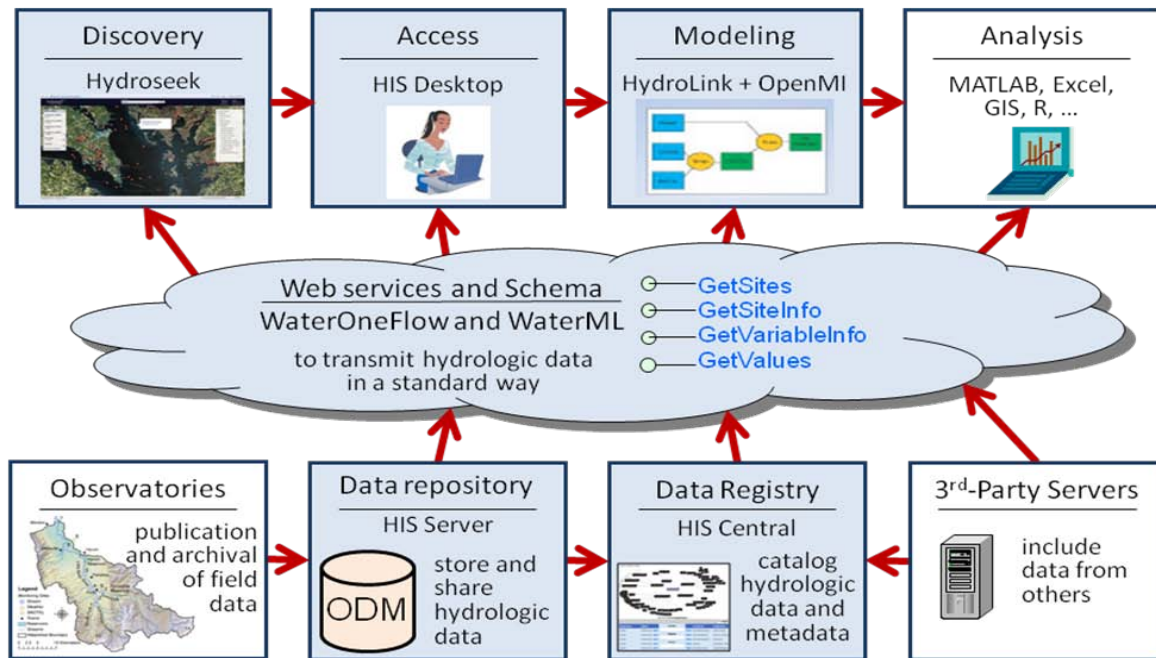 Discovery
Hydroseek
Access
HIS Desktop
Modeling
HydroLink + OpenMI
Analysis
MATLAB, Excel,
GIS, R, ...
Web services and Schema
WaterOneFlow and WaterML
to transmit hydrologic data
in a standard way
GetSites
GetSiteInfo
GetVariableInfo
GetValues
Observatories
publication
and archival
of field
data
Legend
Data repository
HIS Server
ODM
store and
share
hydrologic
data
Data Registry
HIS Central
catalog
hydrologic
data and
metadata
3rd-Party Servers
include
data from
others